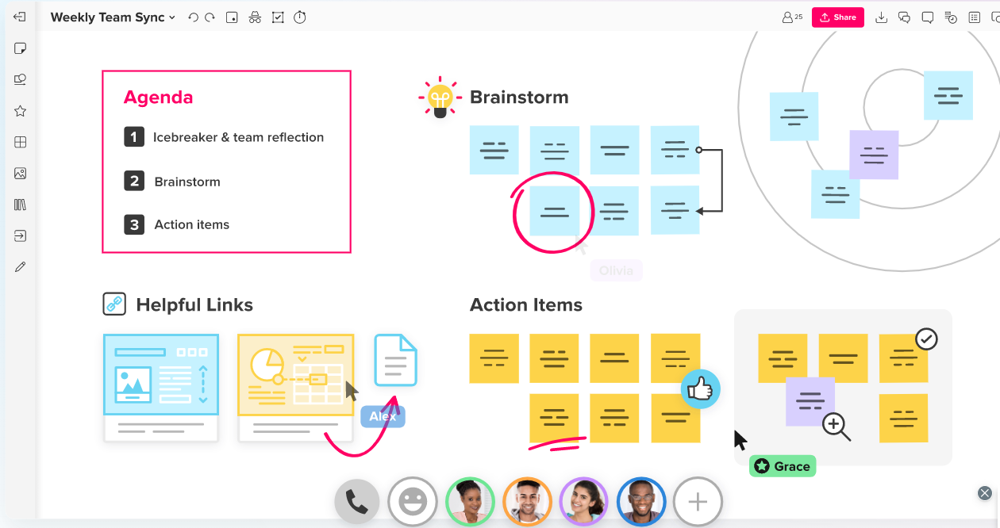 Weekly Team Sync
25
Share
Agenda
1 Icebreaker & team reflection
2 Brainstorm
3 Action items
Brainstorm
Olivia
Helpful Links
Alex
Action Items
Grace